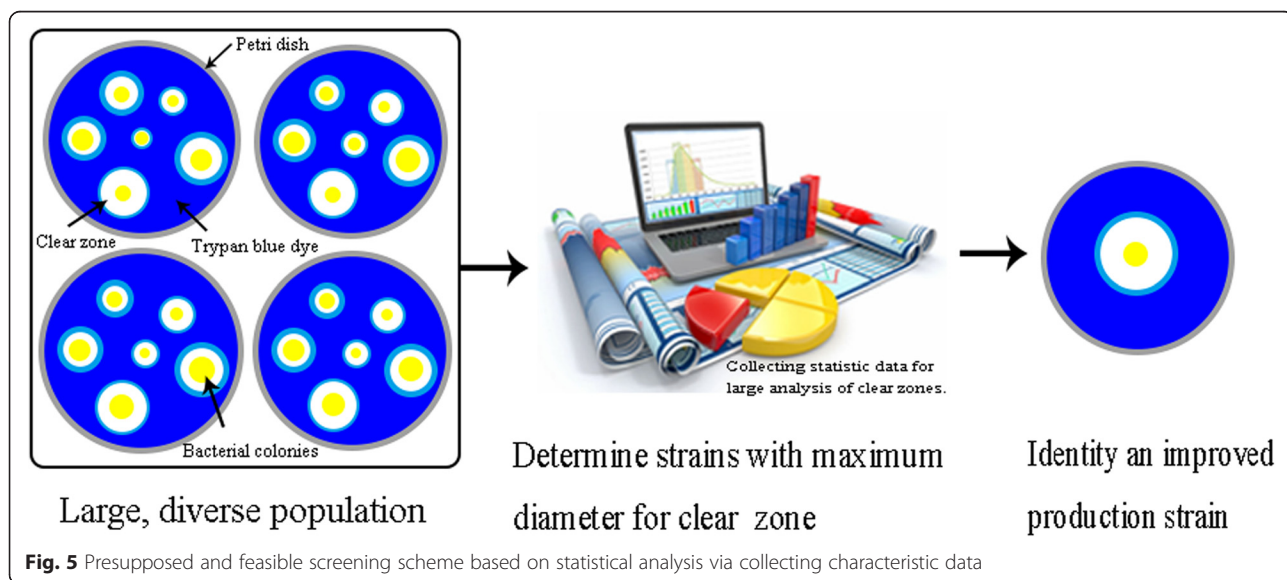 Petri dish
Clear zone
Trypan blue dye
Bacterial colonies
Large, diverse population
Collecting statistic data for
large analysis of clear zones.
Determine strains with maximum
diameter for clear zone
Identity an improved
production strain
Fig. 5 Presupposed and feasible screening scheme based on statistical analysis via collecting characteristic data